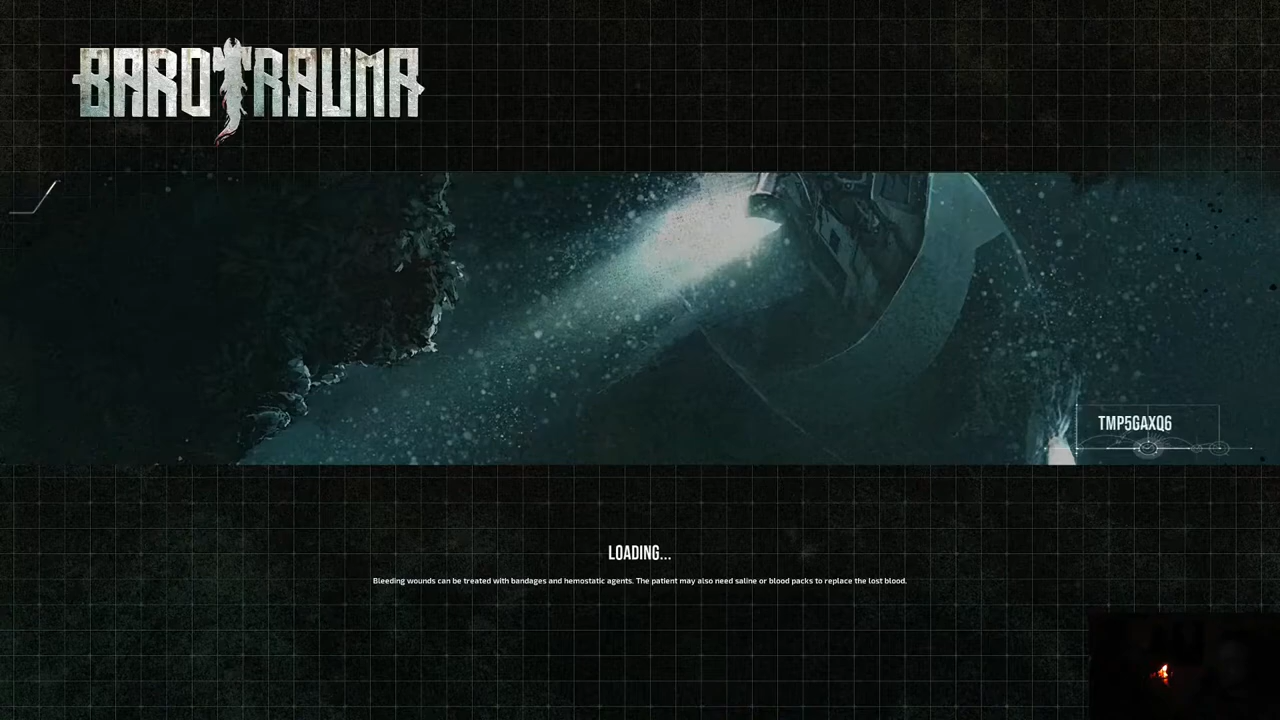 BAROTRAUMA
TMP5GAXQ6
LOADING...
Bleeding wounds can be treated with bandages and hemostatic agents. The patient may also need saline or blood packs to replace the lost blood.